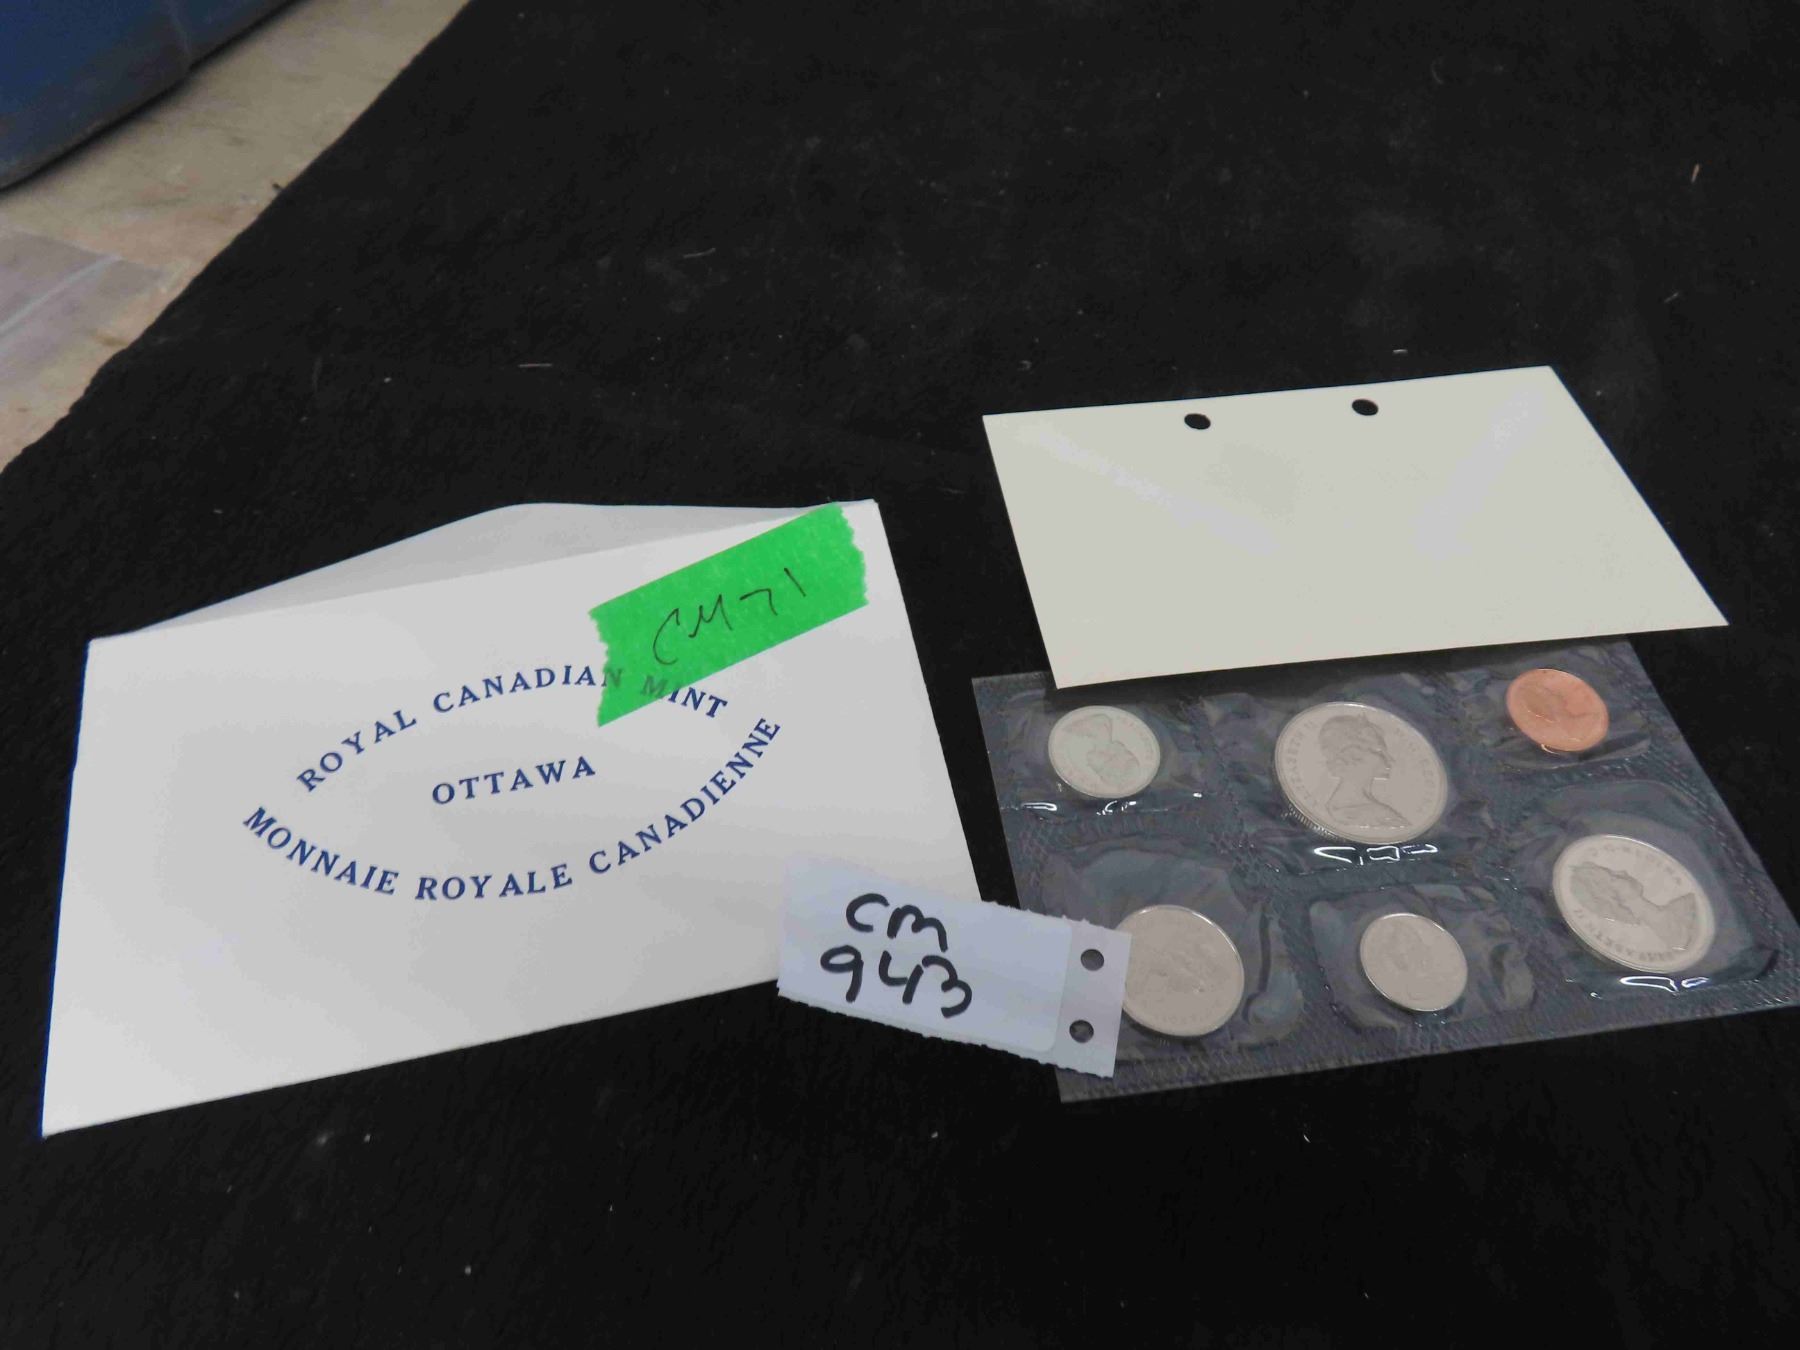 CM71
ROYAL CANADIAN MINT
OTTAWA
MONNAIE ROYALE CANADIENNE
CM
943